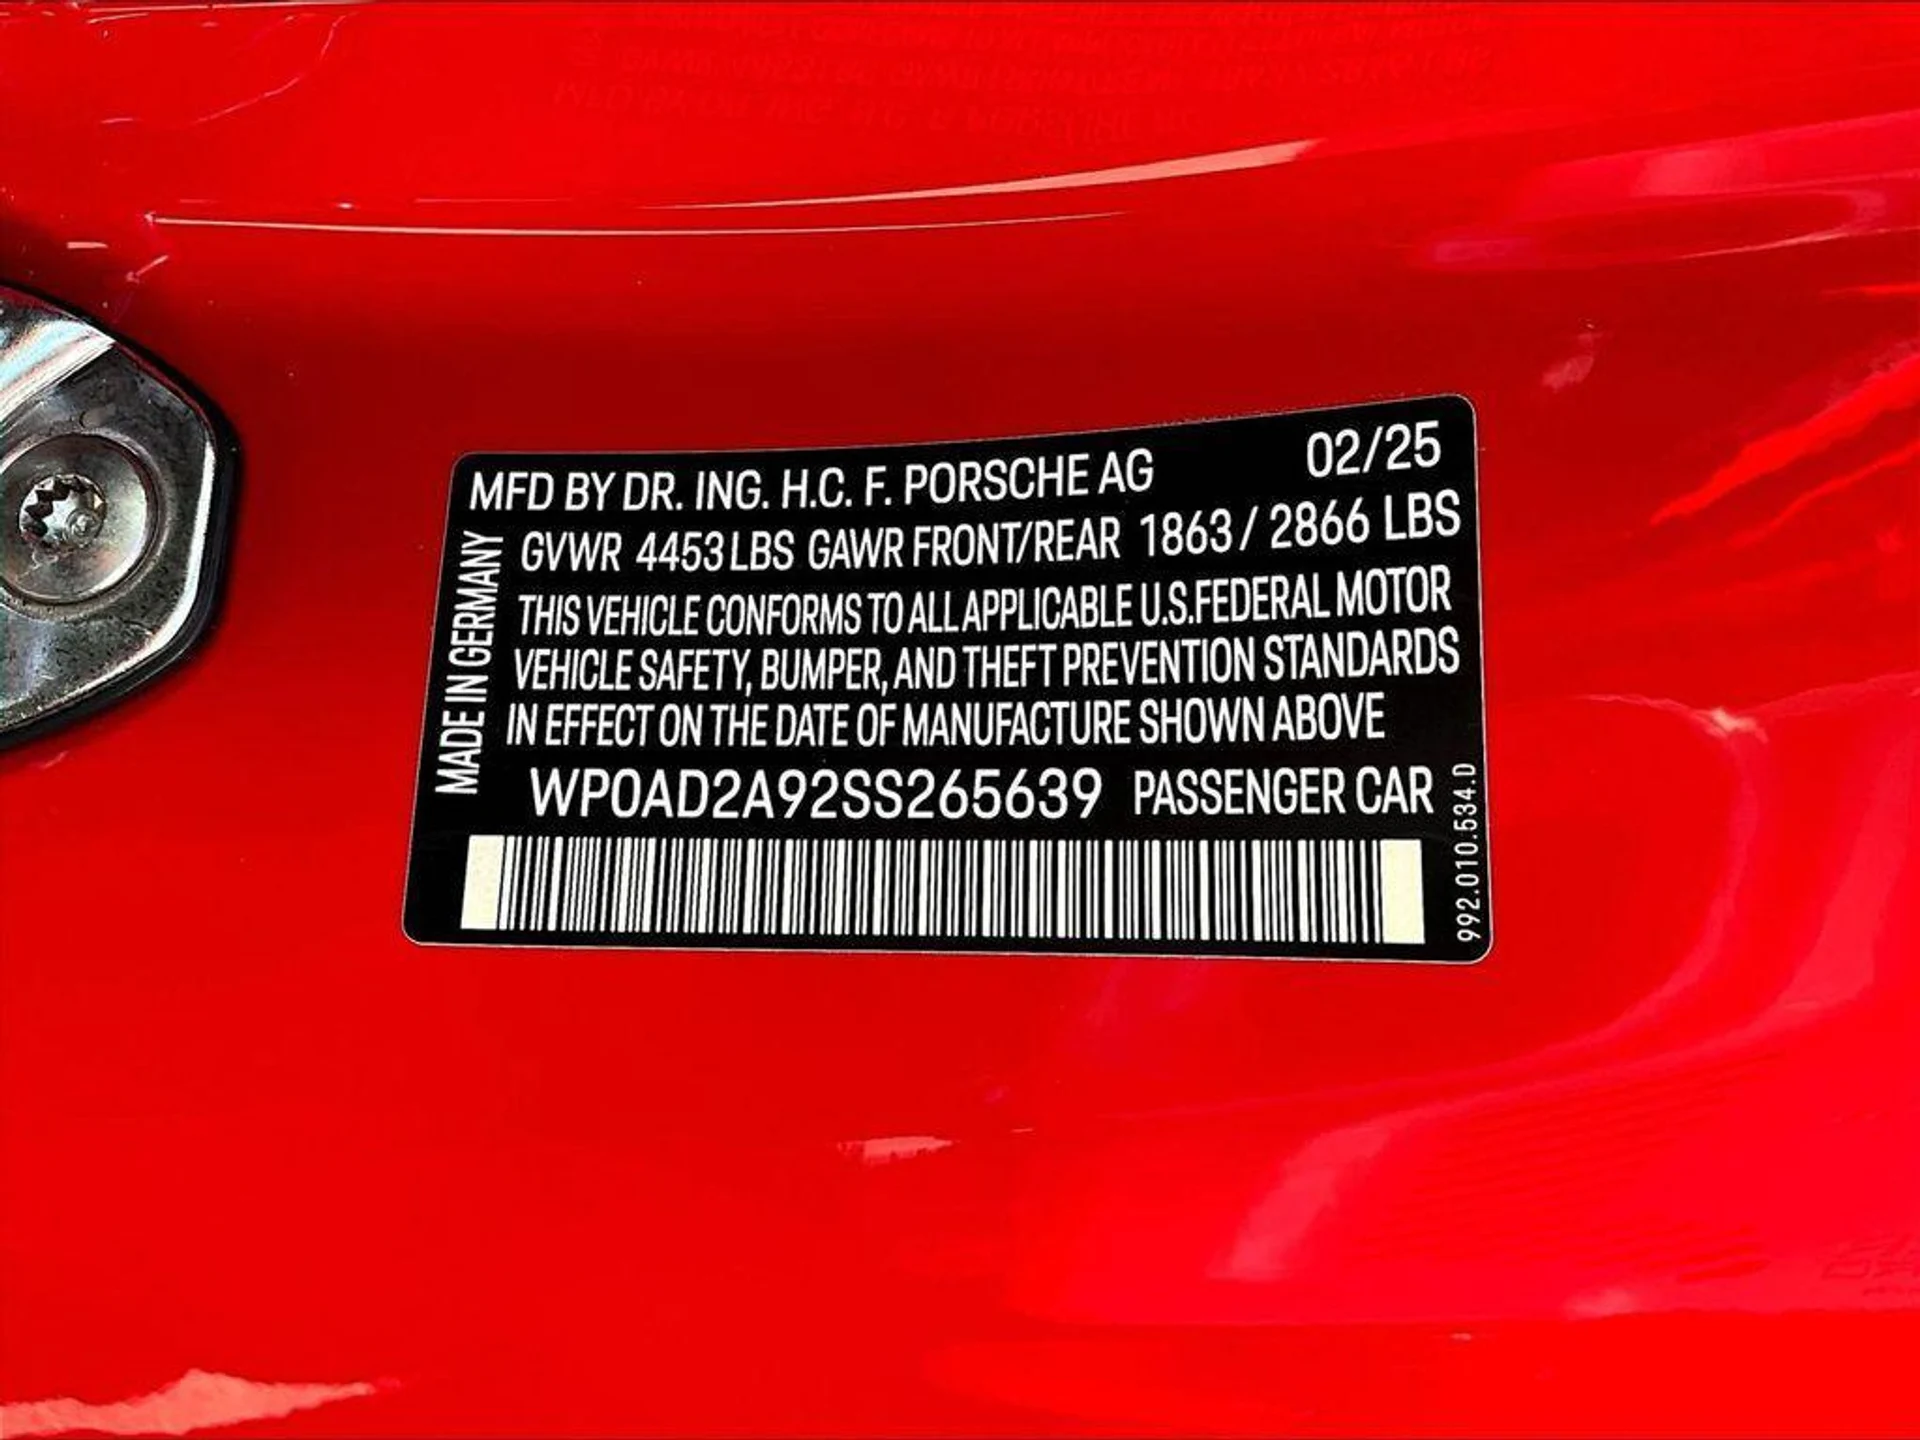 MFD BY DR. ING. H.C. F. PORSCHE AG 02/25
GVWR 4453 LBS GAWR FRONT/REAR 1863 / 2866 LBS
THIS VEHICLE CONFORMS TO ALL APPLICABLE U.S.FEDERAL MOTOR
VEHICLE SAFETY, BUMPER, AND THEFT PREVENTION STANDARDS
IN EFFECT ON THE DATE OF MANUFACTURE SHOWN ABOVE
WP0AD2A92SS265639 PASSENGER CAR
MADE IN GERMANY
992.010.534.D